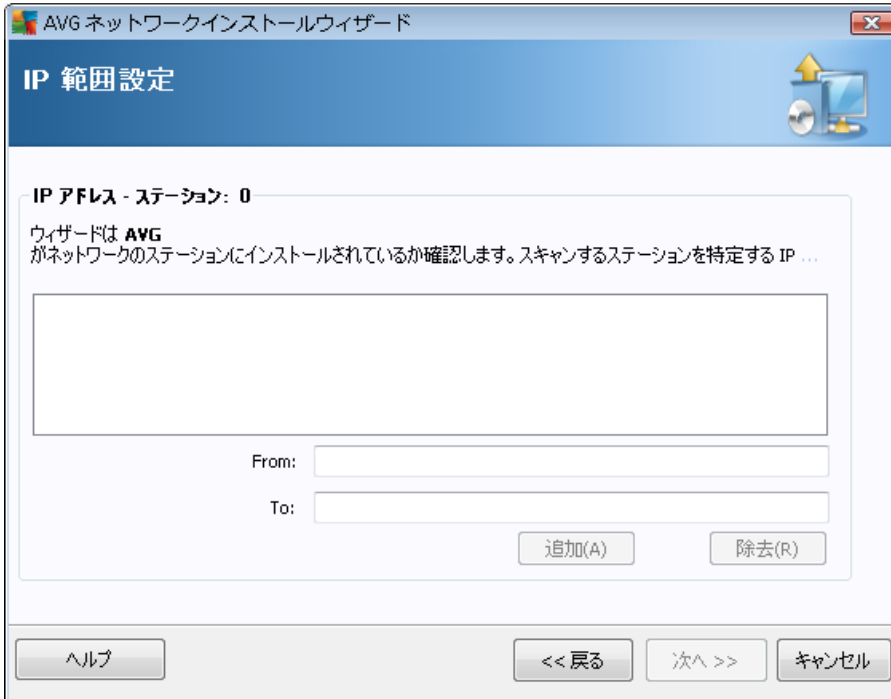 AVG ネットワークインストールウィザード
IP 範囲設定
IP アドレス - ステーション: 0
ウィザードは AVG
がネットワークのステーションにインストールされているか確認します。スキャンするステーションを特定する IP ...
From:
To:
追加(A)
除去(R)
ヘルプ
<< 戻る
次へ >>
キャンセル